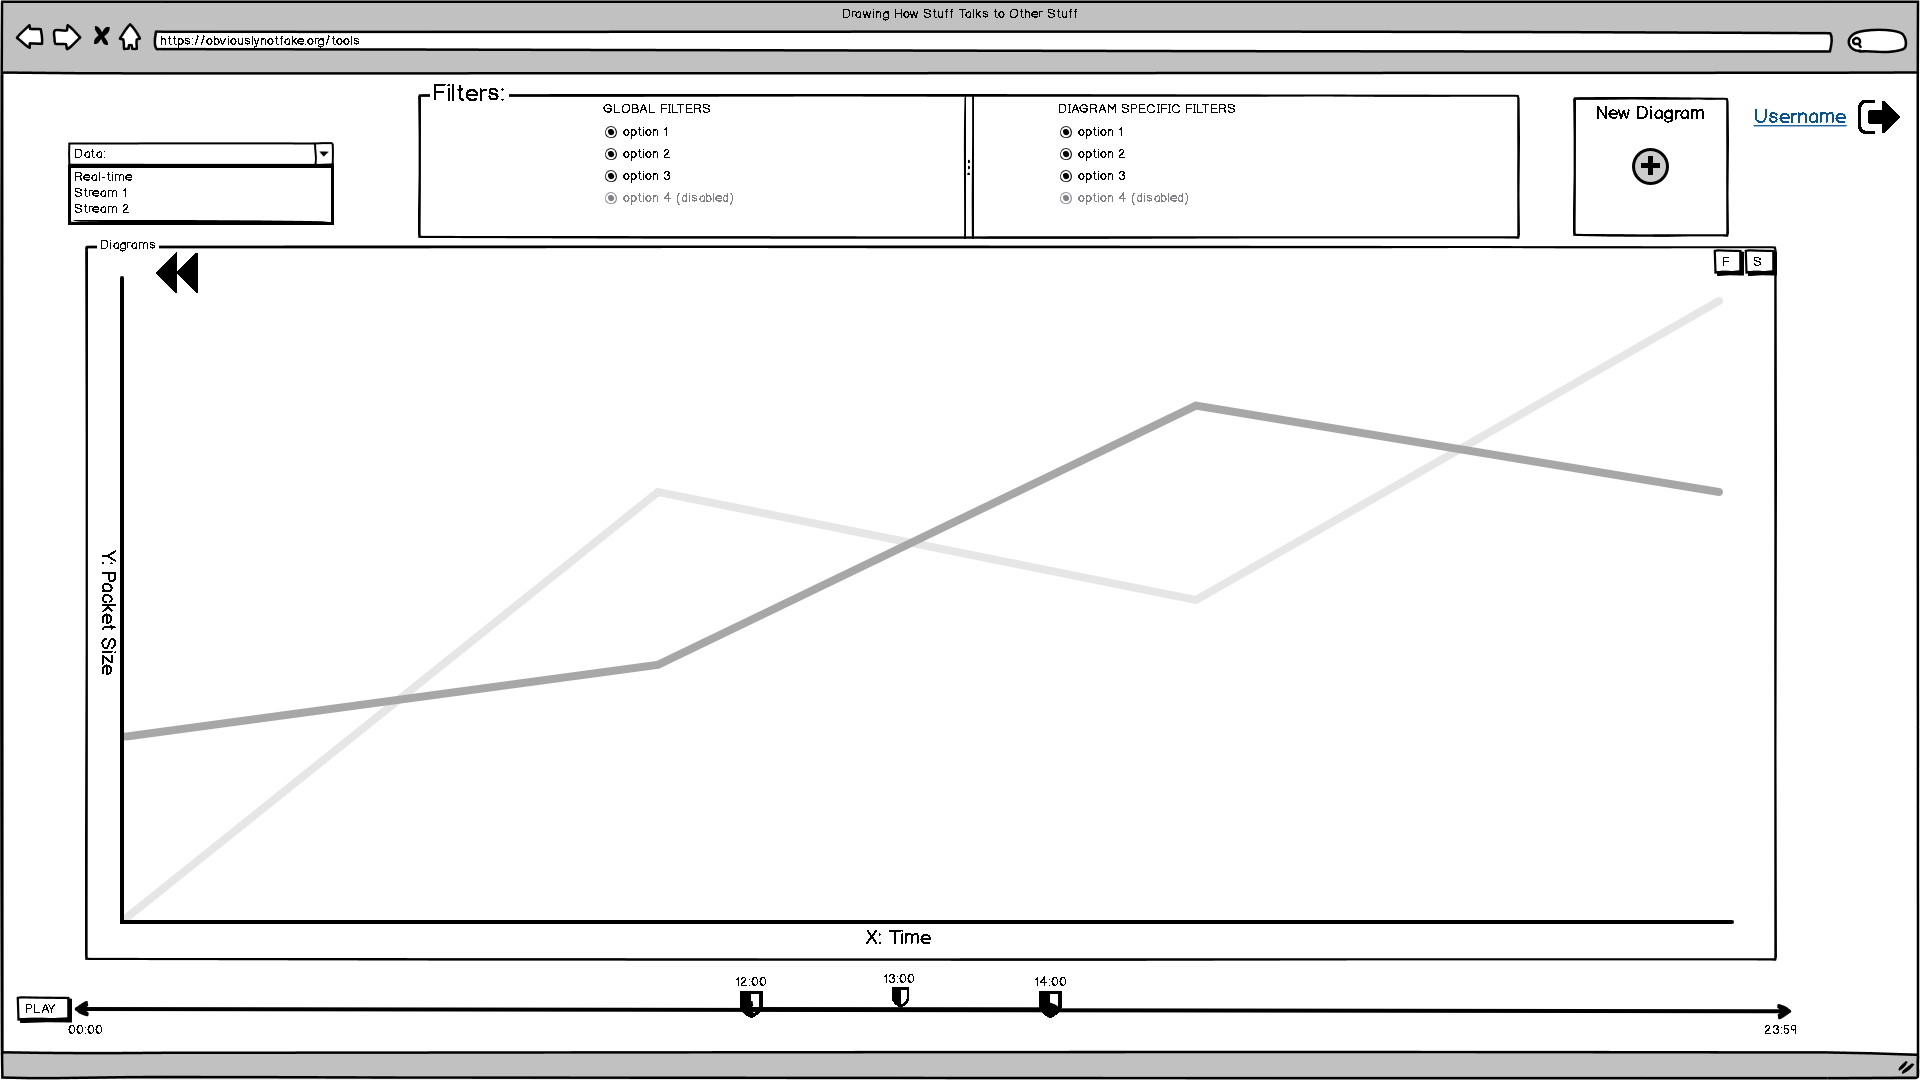 Drawing How Stuff Talks to Other Stuff
https://obviouslynotfake.org/tools
Filters:
GLOBAL FILTERS
option 1
option 2
option 3
option 4 (disabled)
DIAGRAM SPECIFIC FILTERS
option 1
option 2
option 3
option 4 (disabled)
New Diagram
Username
Data:
Real-time
Stream 1
Stream 2
Diagrams
F
S
Y: Packet Size
X: Time
12:00
13:00
14:00
PLAY
00:00
23:59